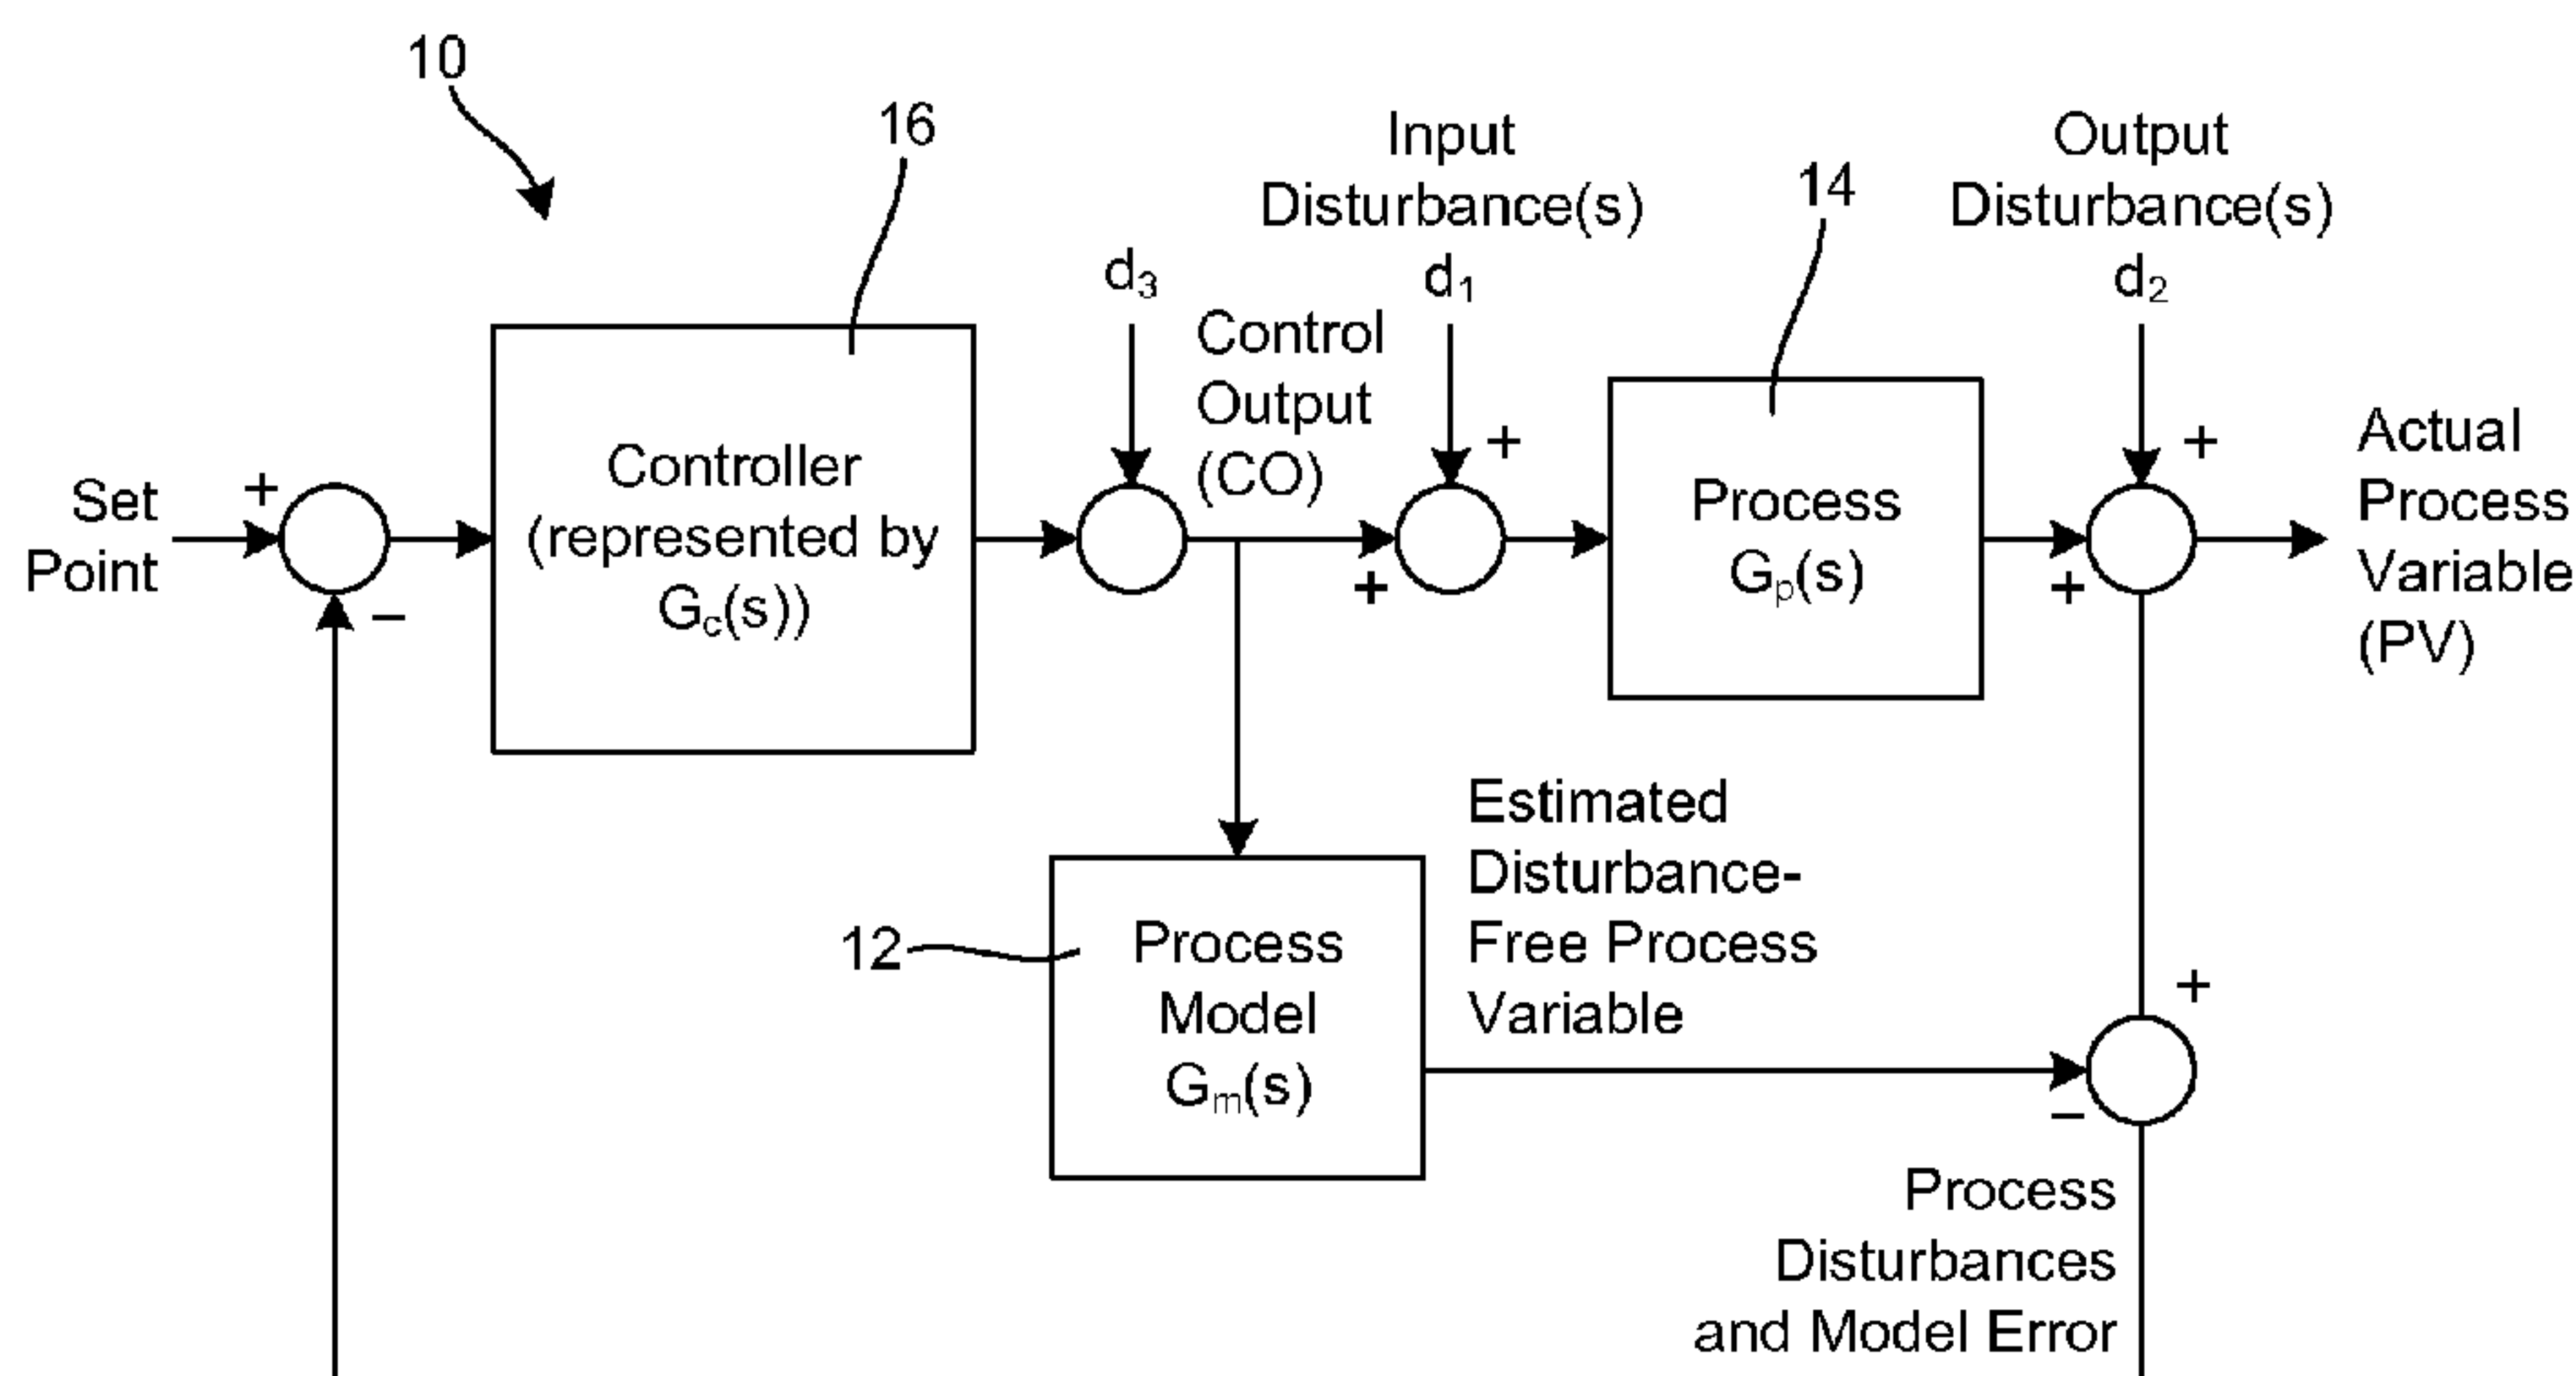 10
16
Input
Disturbance(s)
d₁
14
Output
Disturbance(s)
d₂
d₃
Control
Output
(CO)
Set
Point
+
−
Controller
(represented by
G꜀(s))
+
+
Process
Gₚ(s)
+
+
Actual
Process
Variable
(PV)
12
Process
Model
Gₘ(s)
Estimated
Disturbance-
Free Process
Variable
+
−
Process
Disturbances
and Model Error